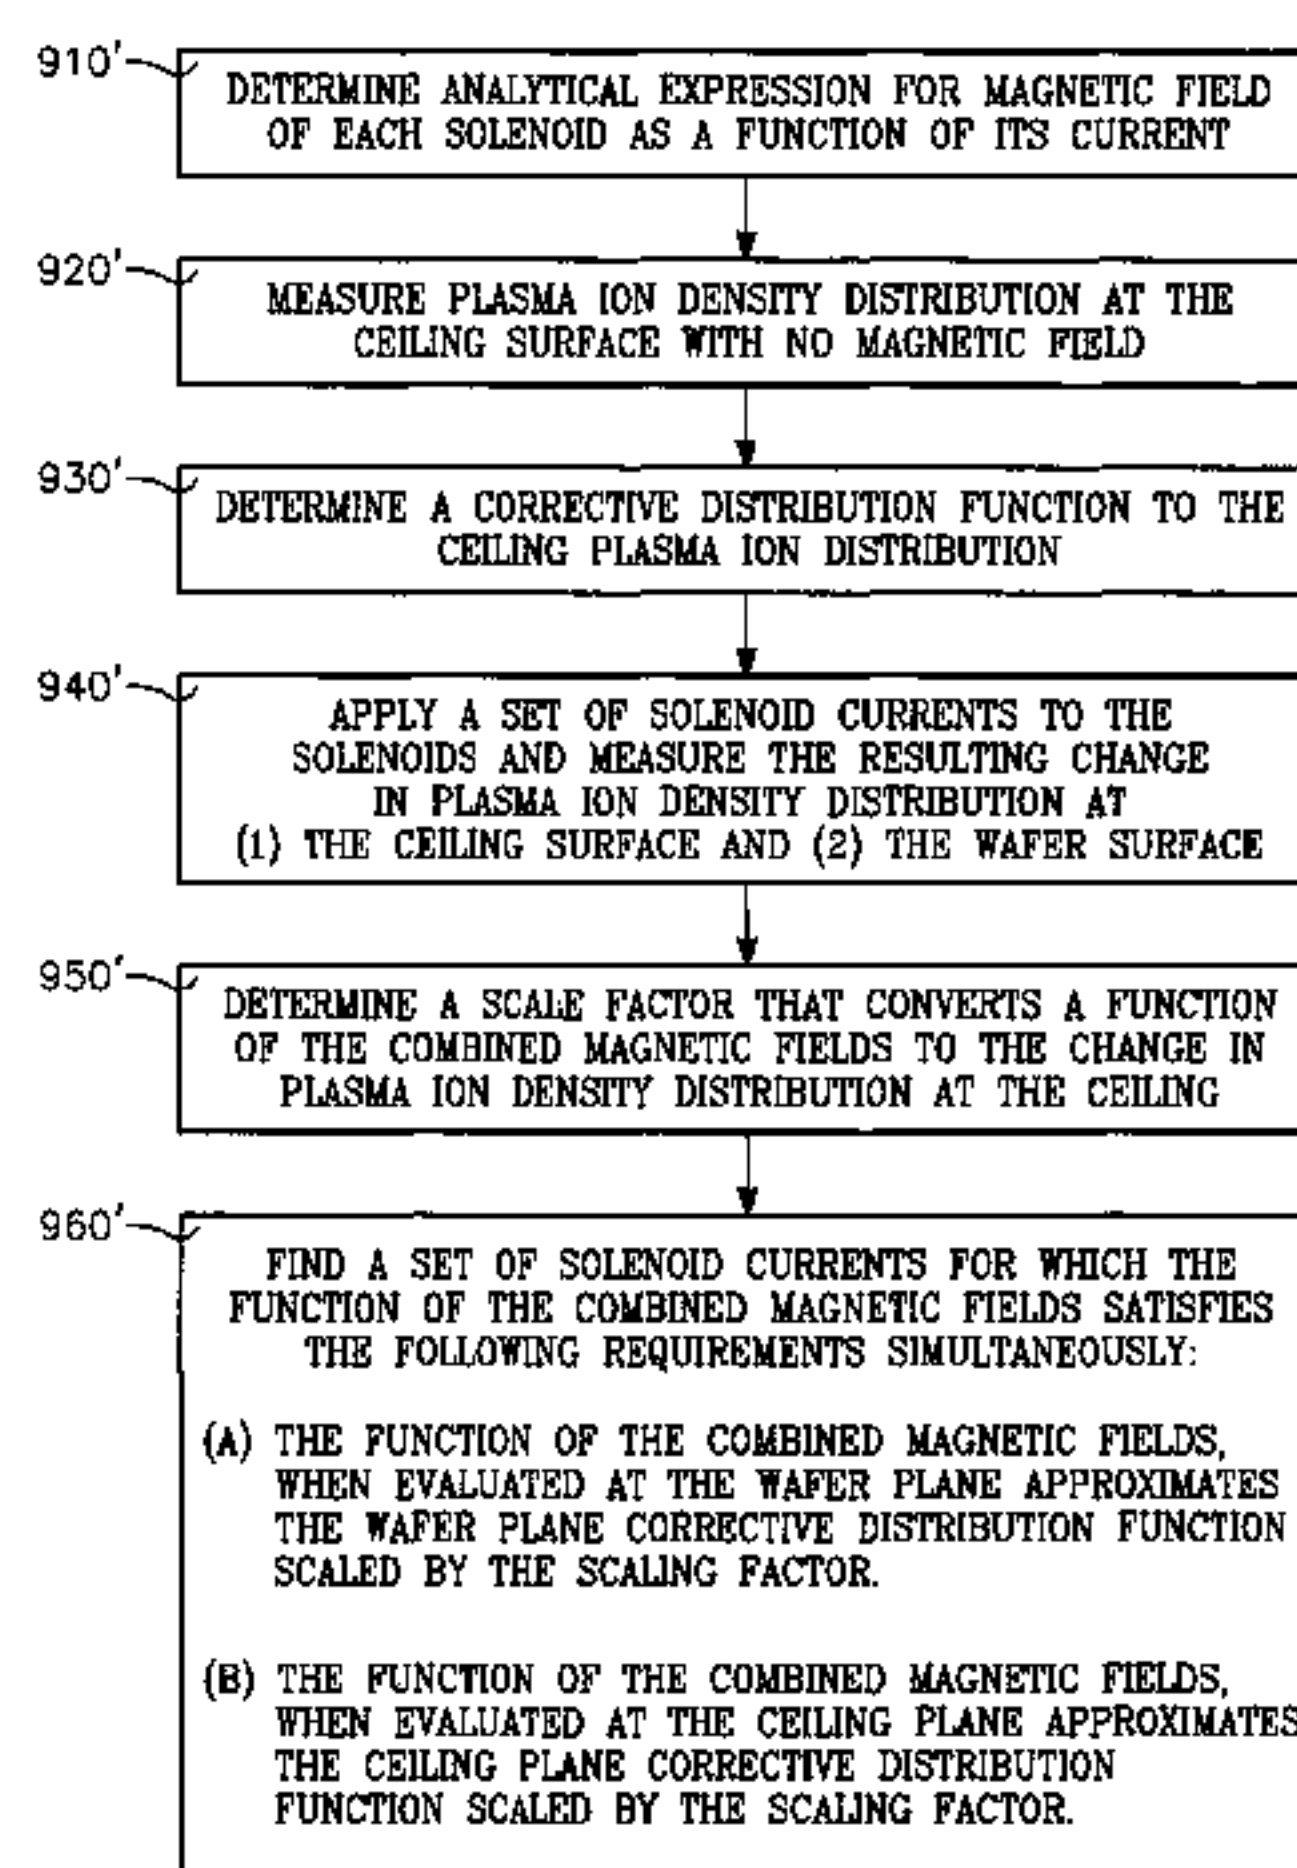 910'
DETERMINE ANALYTICAL EXPRESSION FOR MAGNETIC FIELD
OF EACH SOLENOID AS A FUNCTION OF ITS CURRENT
920'
MEASURE PLASMA ION DENSITY DISTRIBUTION AT THE
CEILING SURFACE WITH NO MAGNETIC FIELD
930'
DETERMINE A CORRECTIVE DISTRIBUTION FUNCTION TO THE
CEILING PLASMA ION DISTRIBUTION
940'
APPLY A SET OF SOLENOID CURRENTS TO THE
SOLENOIDS AND MEASURE THE RESULTING CHANGE
IN PLASMA ION DENSITY DISTRIBUTION AT
(1) THE CEILING SURFACE AND (2) THE WAFER SURFACE
950'
DETERMINE A SCALE FACTOR THAT CONVERTS A FUNCTION
OF THE COMBINED MAGNETIC FIELDS TO THE CHANGE IN
PLASMA ION DENSITY DISTRIBUTION AT THE CEILING
960'
FIND A SET OF SOLENOID CURRENTS FOR WHICH THE
FUNCTION OF THE COMBINED MAGNETIC FIELDS SATISFIES
THE FOLLOWING REQUIREMENTS SIMULTANEOUSLY:
(A) THE FUNCTION OF THE COMBINED MAGNETIC FIELDS,
WHEN EVALUATED AT THE WAFER PLANE APPROXIMATES
THE WAFER PLANE CORRECTIVE DISTRIBUTION FUNCTION
SCALED BY THE SCALING FACTOR.
(B) THE FUNCTION OF THE COMBINED MAGNETIC FIELDS,
WHEN EVALUATED AT THE CEILING PLANE APPROXIMATES
THE CEILING PLANE CORRECTIVE DISTRIBUTION
FUNCTION SCALED BY THE SCALING FACTOR.